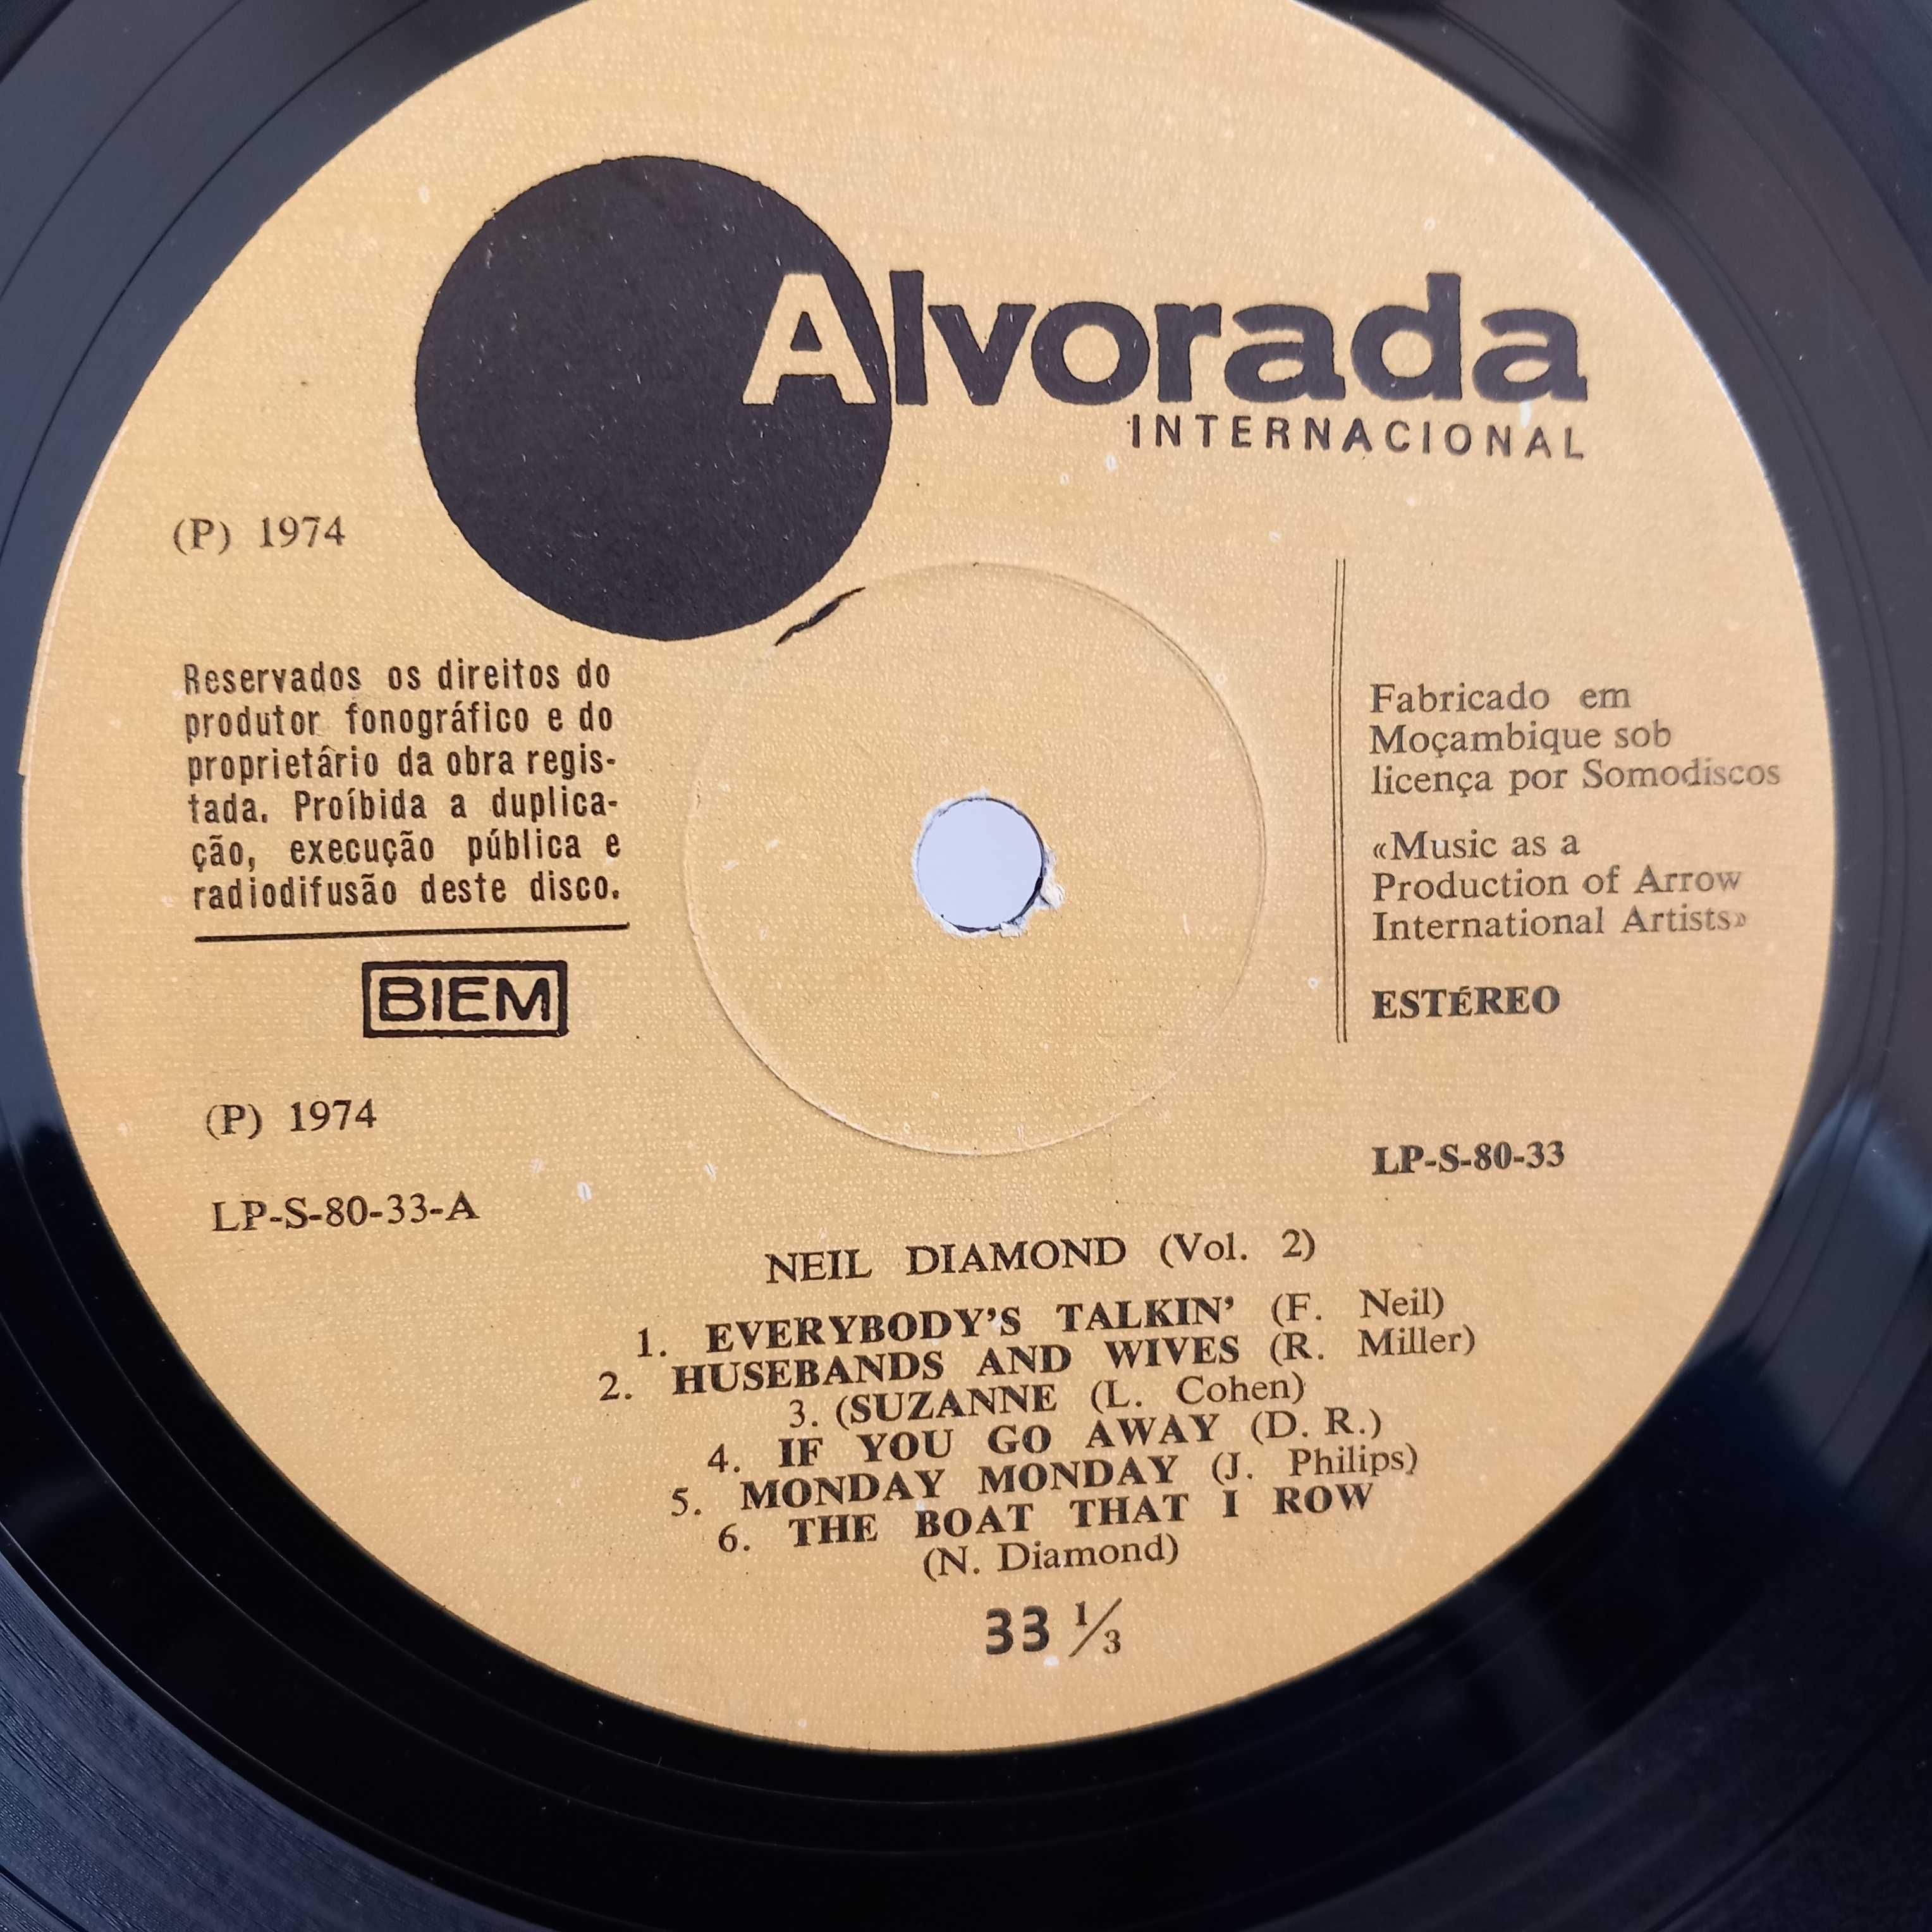 Alvorada
INTERNACIONAL
(P) 1974
Reservados os direitos do
produtor fonográfico e do
proprietário da obra regis-
tada. Proíbida a duplica-
ção, execução pública e
radiodifusão deste disco.
BIEM
(P) 1974
LP-S-80-33-A
Fabricado em
Moçambique sob
licença por Somodiscos
«Music as a
Production of Arrow
International Artists»
ESTÉREO
LP-S-80-33
NEIL DIAMOND (Vol. 2)
1. EVERYBODY'S TALKIN' (F. Neil)
2. HUSEBANDS AND WIVES (R. Miller)
3. (SUZANNE (L. Cohen)
4. IF YOU GO AWAY (D. R.)
5. MONDAY MONDAY (J. Philips)
6. THE BOAT THAT I ROW
(N. Diamond)
33 1/3